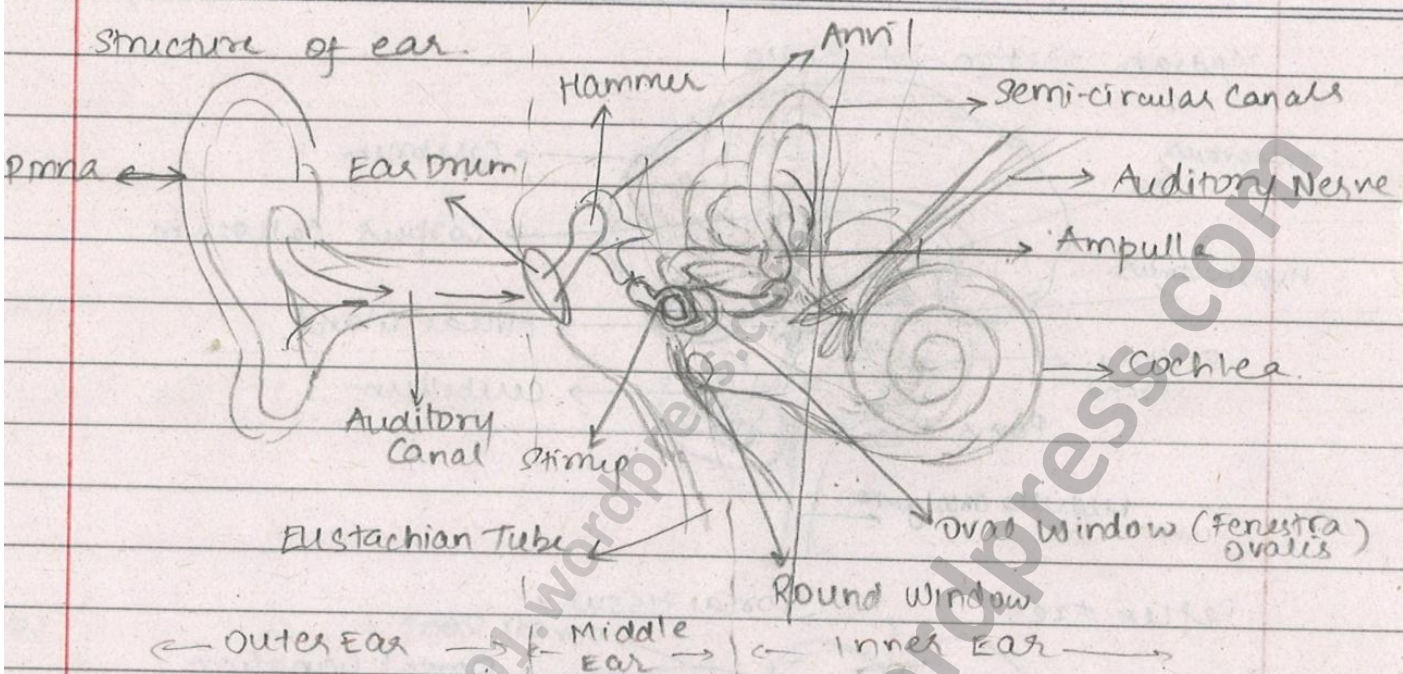 Structure of ear.
Anvil
Hammer
Semi-circular Canals
Pinna
Ear Drum
Auditory Nerve
Ampulla
Cochlea.
Auditory
Canal
Stirrup
Eustachian Tube
Oval Window (Fenestra
Ovalis)
Round Window
Outer Ear
Middle
Ear
Inner Ear